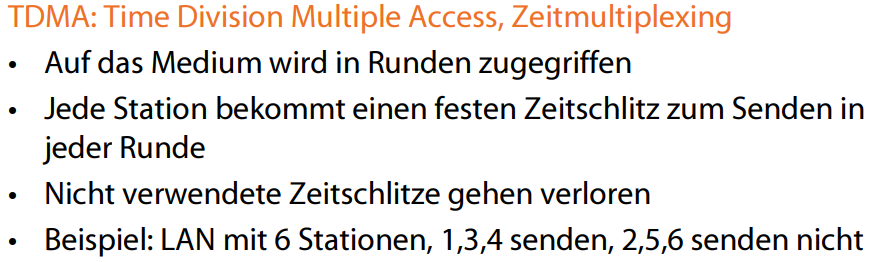 TDMA: Time Division Multiple Access, Zeitmultiplexing
• Auf das Medium wird in Runden zugegriffen
• Jede Station bekommt einen festen Zeitschlitz zum Senden in
jeder Runde
• Nicht verwendete Zeitschlitze gehen verloren
• Beispiel: LAN mit 6 Stationen, 1,3,4 senden, 2,5,6 senden nicht